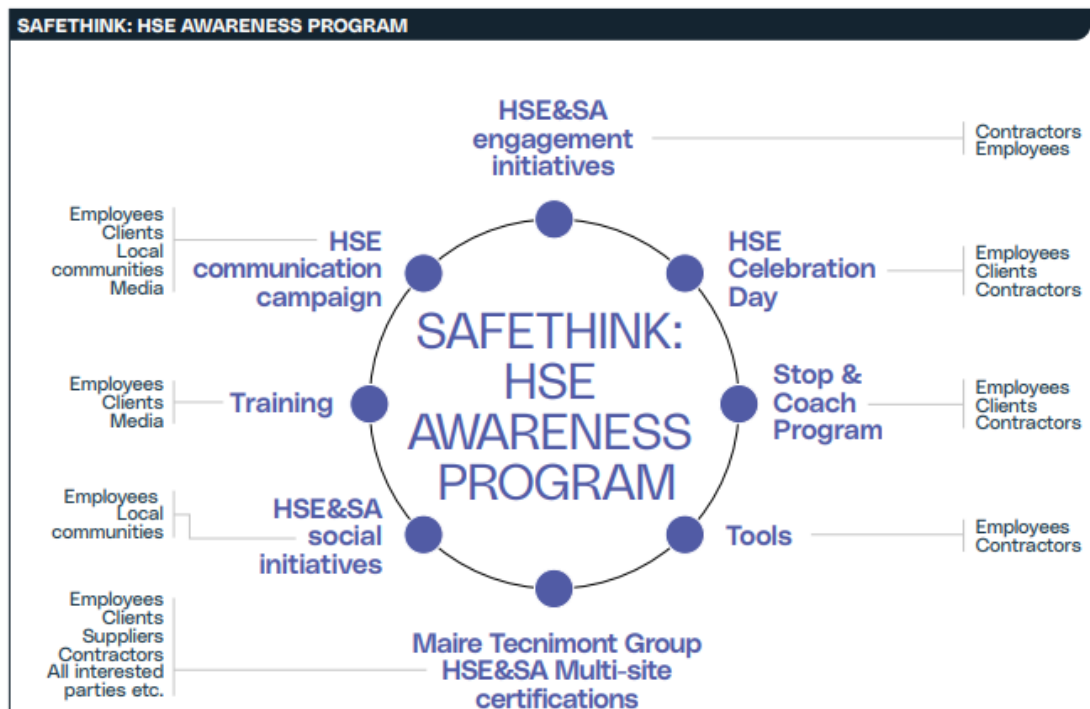 SAFETHINK: HSE AWARENESS PROGRAM
HSE&SA
engagement
initiatives
Contractors
Employees
Employees
Clients
Local
communities
Media
HSE
communication
campaign
HSE
Celebration
Day
Employees
Clients
Contractors
SAFETHINK:
HSE
AWARENESS
PROGRAM
Employees
Clients
Media
Training
Stop &
Coach
Program
Employees
Clients
Contractors
Employees
Local
communities
HSE&SA
social
initiatives
Tools
Employees
Contractors
Employees
Clients
Suppliers
Contractors
All interested
parties etc.
Maire Tecnimont Group
HSE&SA Multi-site
certifications